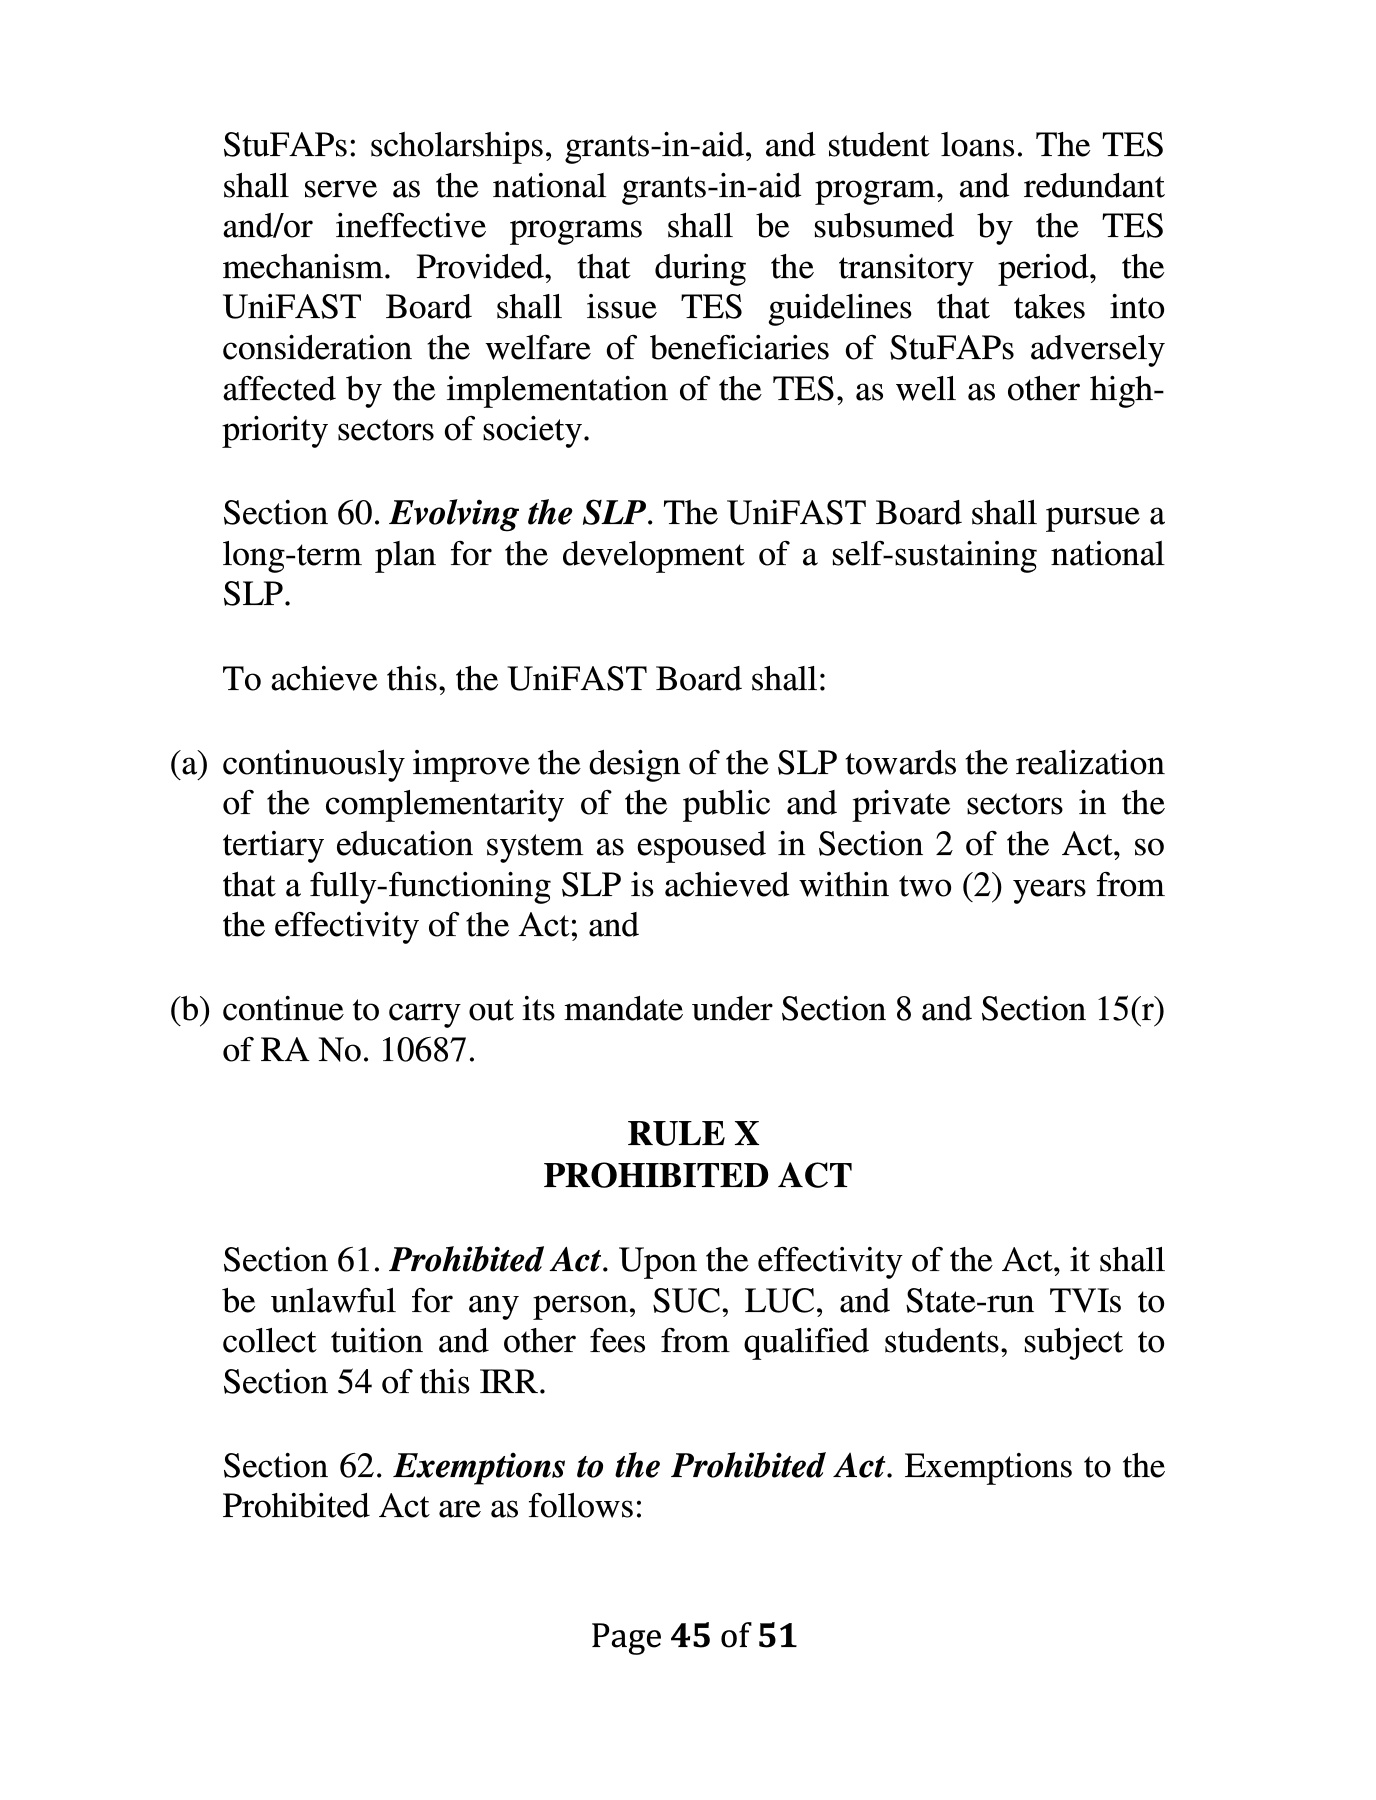 StuFAPs: scholarships, grants-in-aid, and student loans. The TES
shall serve as the national grants-in-aid program, and redundant
and/or ineffective programs shall be subsumed by the TES
mechanism. Provided, that during the transitory period, the
UniFAST Board shall issue TES guidelines that takes into
consideration the welfare of beneficiaries of StuFAPs adversely
affected by the implementation of the TES, as well as other high-
priority sectors of society.
Section 60. Evolving the SLP. The UniFAST Board shall pursue a
long-term plan for the development of a self-sustaining national
SLP.
To achieve this, the UniFAST Board shall:
(a) continuously improve the design of the SLP towards the realization
of the complementarity of the public and private sectors in the
tertiary education system as espoused in Section 2 of the Act, so
that a fully-functioning SLP is achieved within two (2) years from
the effectivity of the Act; and
(b) continue to carry out its mandate under Section 8 and Section 15(r)
of RA No. 10687.
RULE X
PROHIBITED ACT
Section 61. Prohibited Act. Upon the effectivity of the Act, it shall
be unlawful for any person, SUC, LUC, and State-run TVIs to
collect tuition and other fees from qualified students, subject to
Section 54 of this IRR.
Section 62. Exemptions to the Prohibited Act. Exemptions to the
Prohibited Act are as follows:
Page 45 of 51